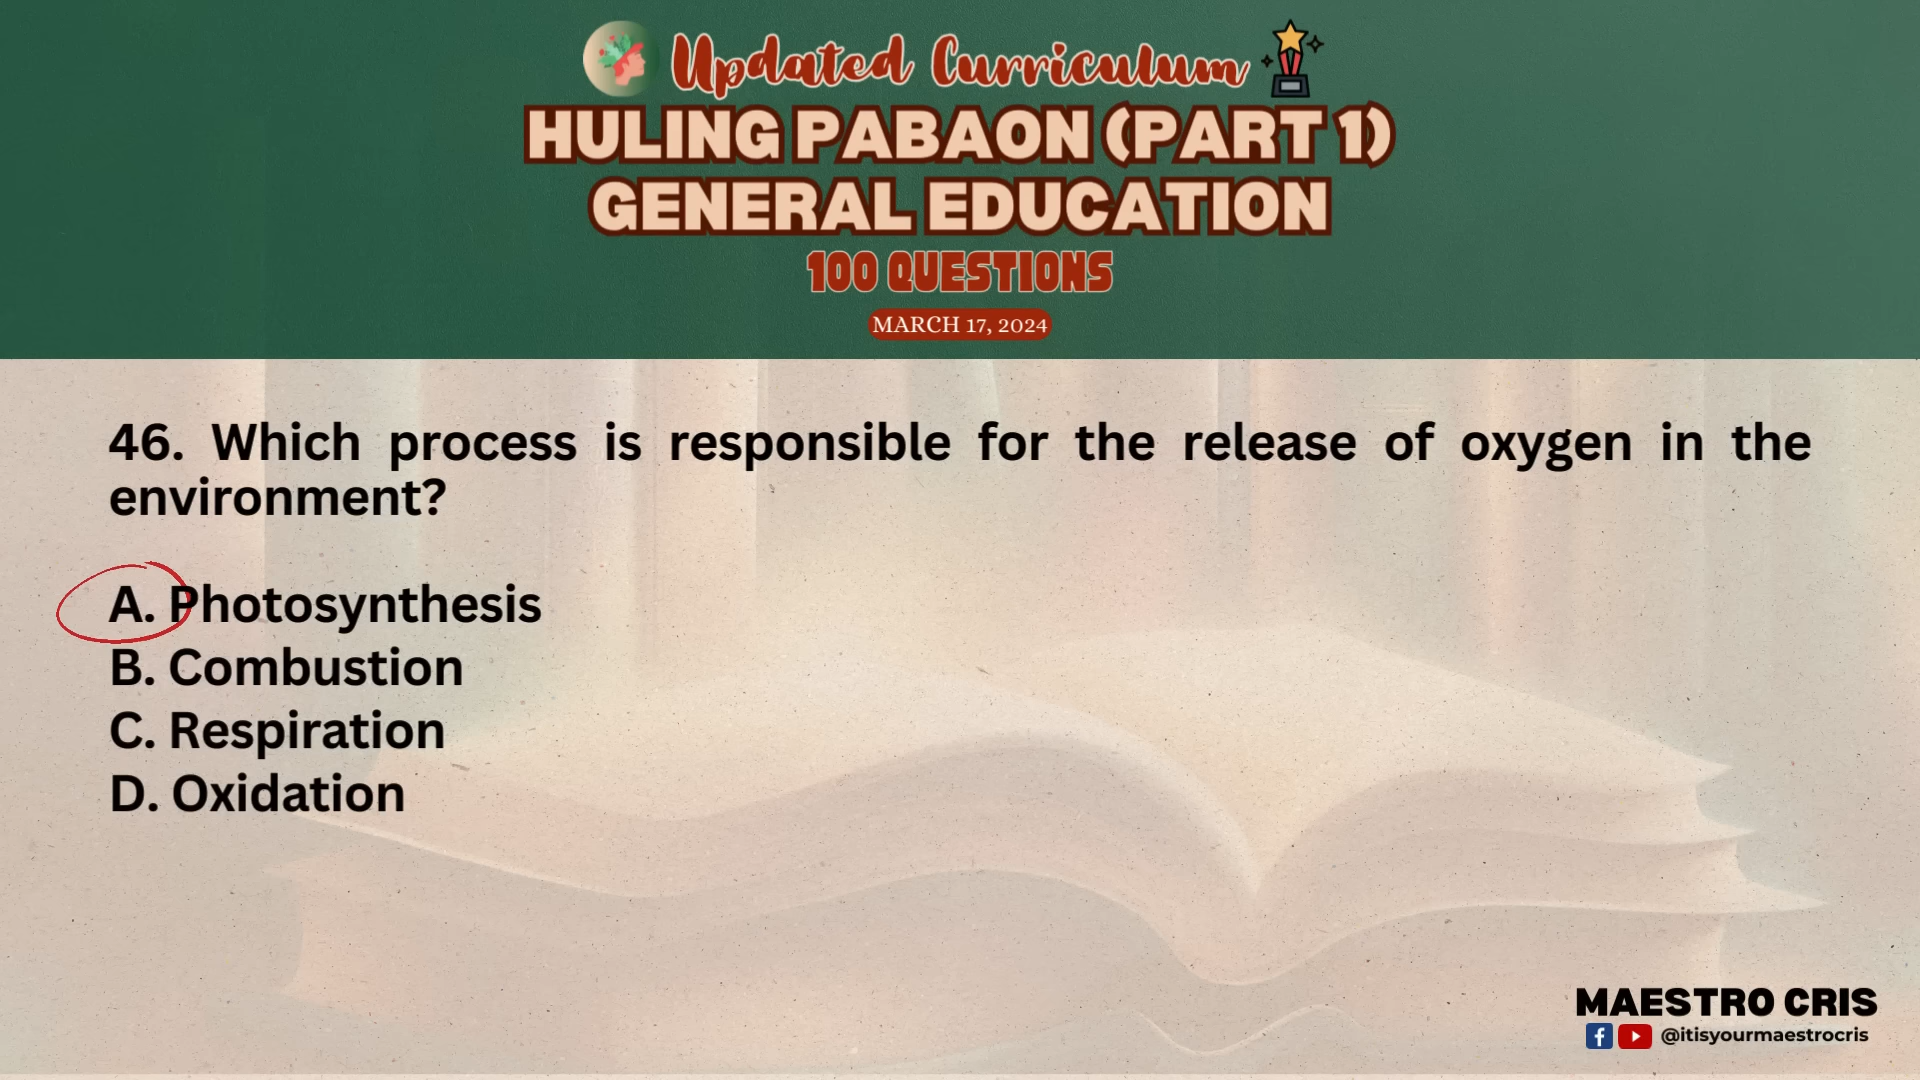 Updated Curriculum
HULING PABAON (PART 1)
GENERAL EDUCATION
100 QUESTIONS
MARCH 17, 2024
46. Which process is responsible for the release of oxygen in the
environment?
A. Photosynthesis
B. Combustion
C. Respiration
D. Oxidation
MAESTRO CRIS
@itisyourmaestrocris